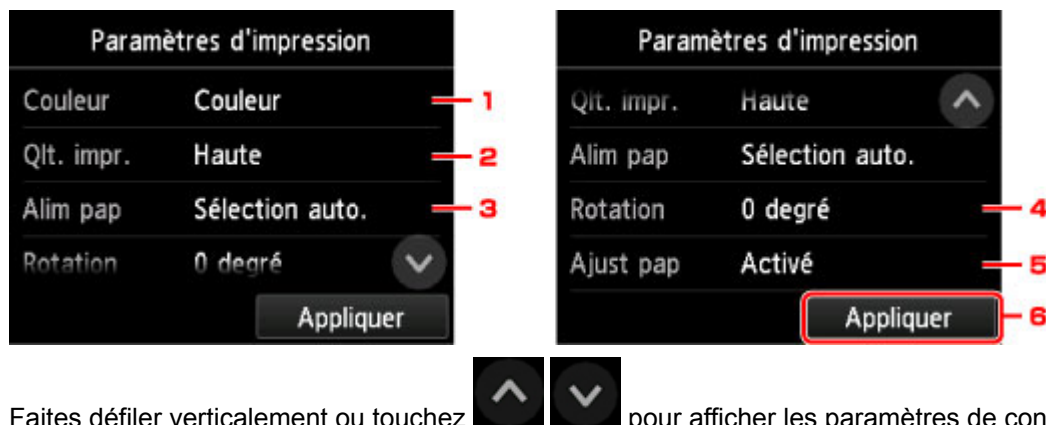 Paramètres d'impression
Couleur Couleur 1
Qlt. impr. Haute 2
Alim pap Sélection auto. 3
Rotation 0 degré
Appliquer
Paramètres d'impression
Qlt. impr. Haute
Alim pap Sélection auto.
Rotation 0 degré 4
Ajust pap Activé 5
Appliquer 6
Faites défiler verticalement ou touchez pour afficher les paramètres de con